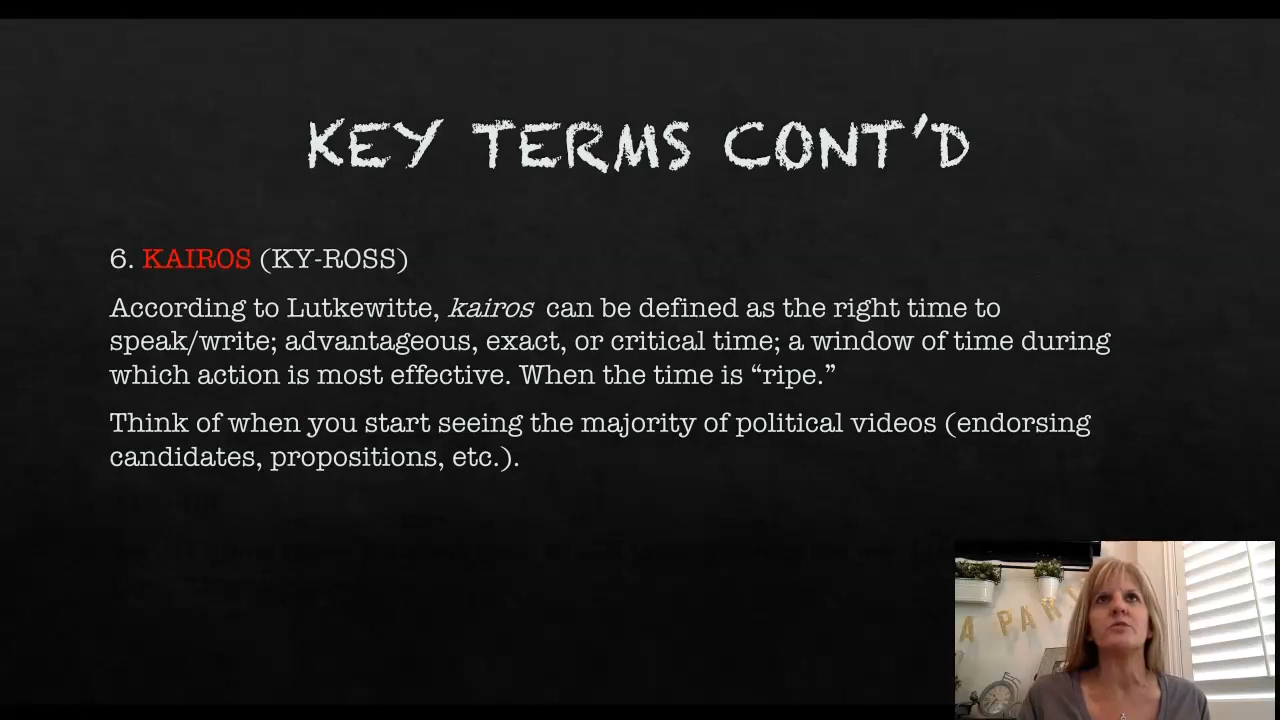 KEY TERMS CONT'D
6. KAIROS (KY-ROSS)
According to Lutkewitte, kairos can be defined as the right time to
speak/write; advantageous, exact, or critical time; a window of time during
which action is most effective. When the time is “ripe.”
Think of when you start seeing the majority of political videos (endorsing
candidates, propositions, etc.).
A PART